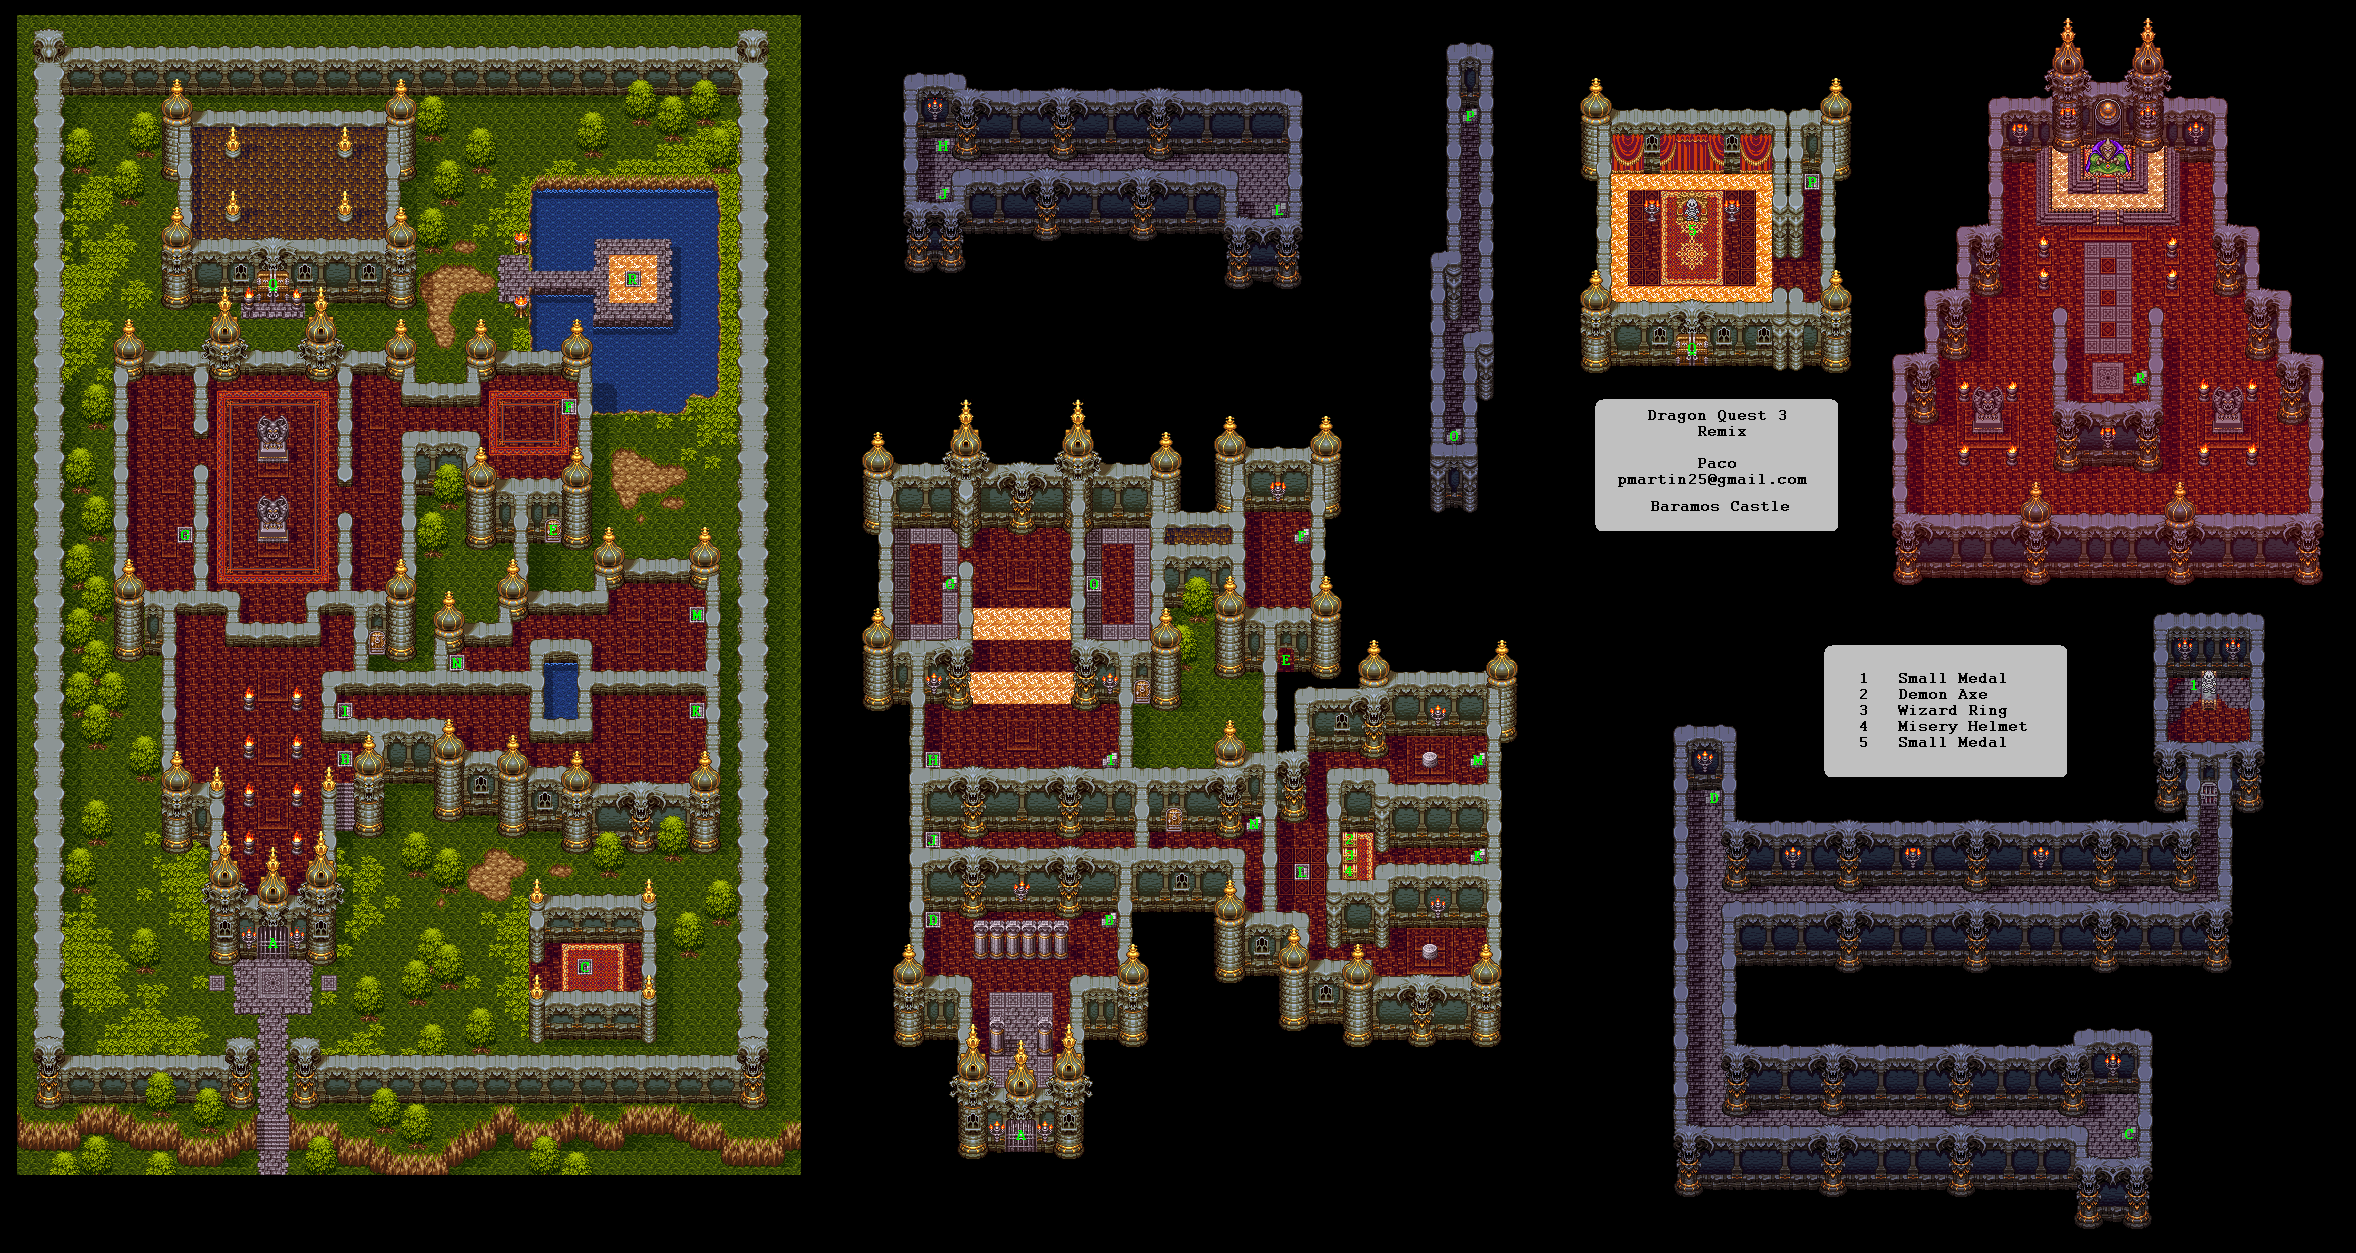 Dragon Quest 3
Remix
Paco
pmartin25@gmail.com
Baramos Castle
1 Small Medal
2 Demon Axe
3 Wizard Ring
4 Misery Helmet
5 Small Medal